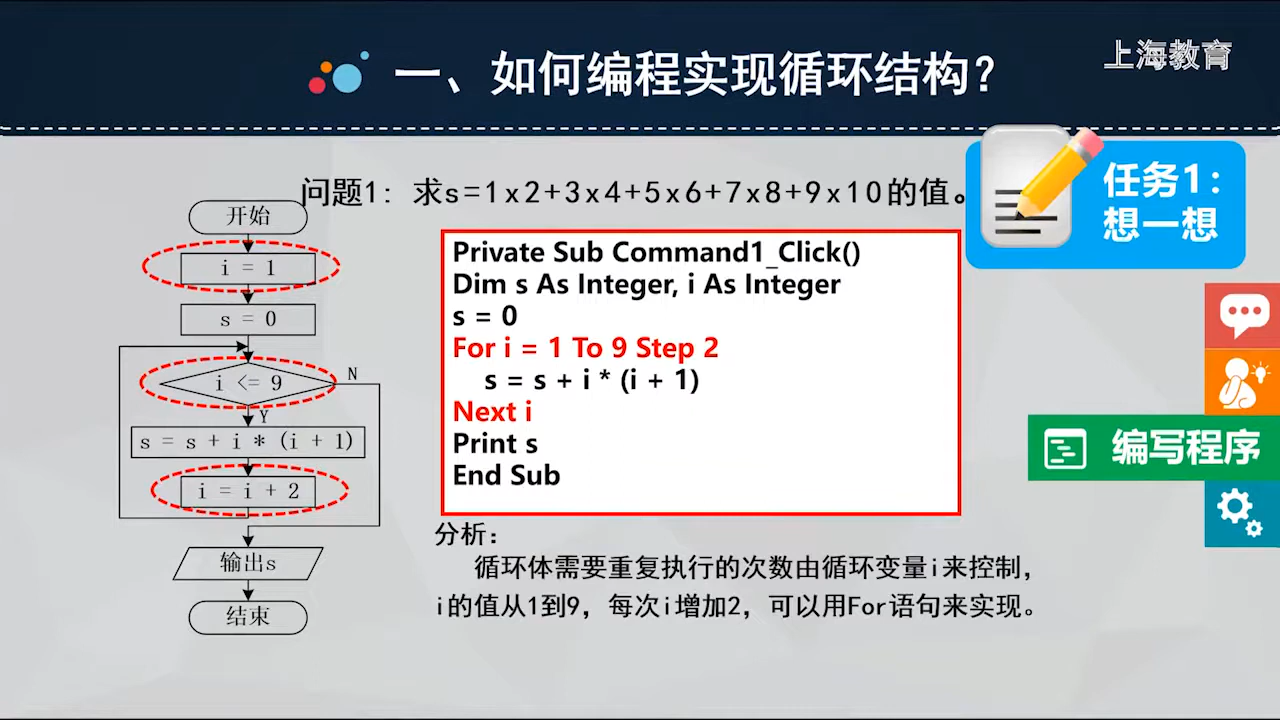 一、如何编程实现循环结构？
上海教育
任务1：
想一想
问题1：求s=1x2+3x4+5x6+7x8+9x10的值。
开始
i = 1
s = 0
i <= 9
N
Y
s = s + i * (i + 1)
i = i + 2
输出s
结束
Private Sub Command1_Click()
Dim s As Integer, i As Integer
s = 0
For i = 1 To 9 Step 2
s = s + i * (i + 1)
Next i
Print s
End Sub
编写程序
分析：
循环体需要重复执行的次数由循环变量i来控制，
i的值从1到9，每次i增加2，可以用For语句来实现。